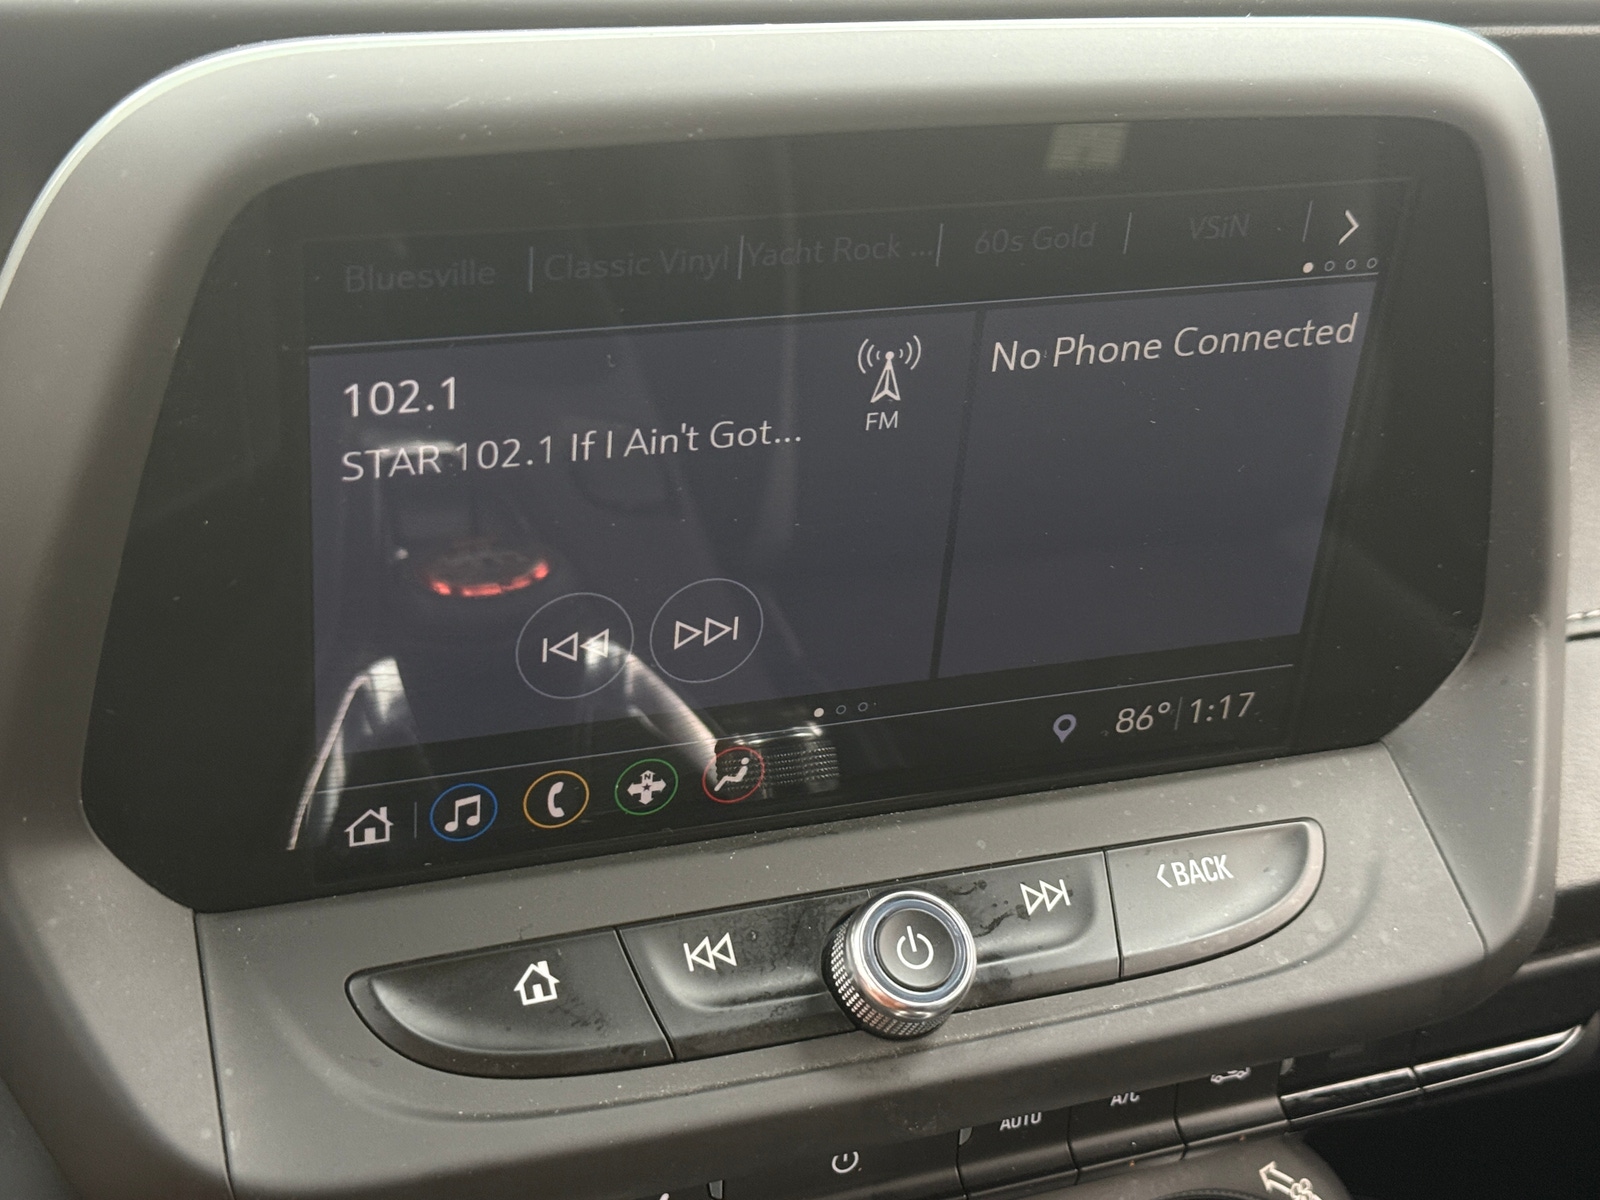 Bluesville Classic Vinyl Yacht Rock ... 60s Gold VSiN
102.1
STAR 102.1 If I Ain't Got...
FM
No Phone Connected
N
86° 1:17
BACK
AUTO
A/C